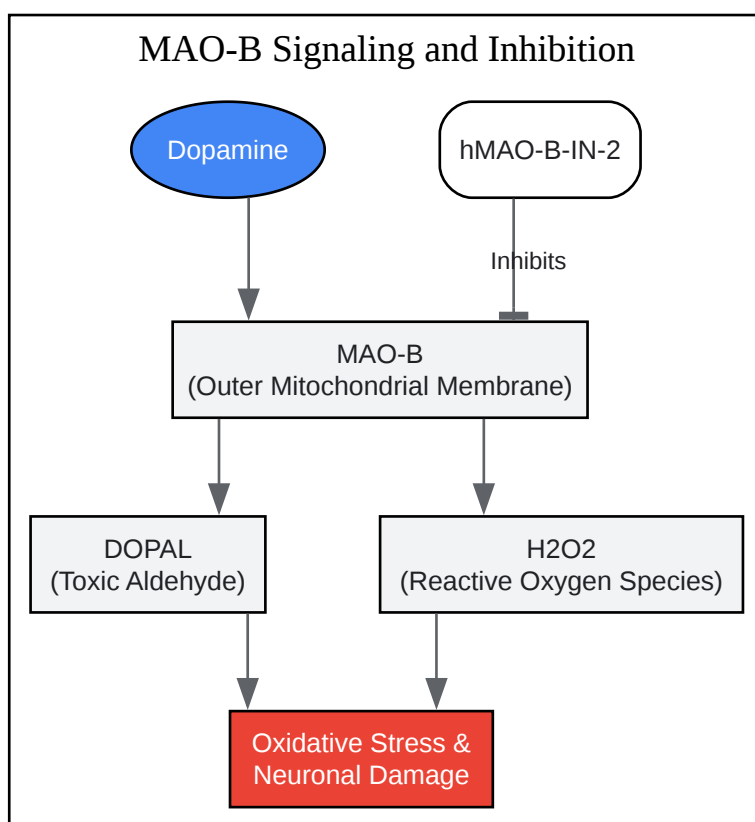 MAO-B Signaling and Inhibition
Dopamine
hMAO-B-IN-2
Inhibits
MAO-B
(Outer Mitochondrial Membrane)
DOPAL
(Toxic Aldehyde)
H2O2
(Reactive Oxygen Species)
Oxidative Stress &
Neuronal Damage